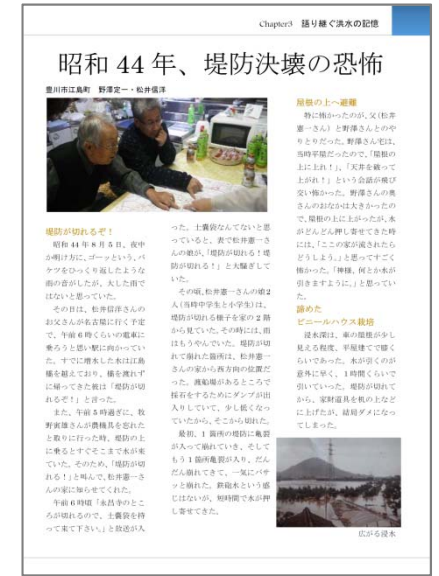 Chapter3 語り継ぐ洪水の記憶
昭和 44 年、堤防決壊の恐怖
豊川市江島町 野澤定一・松井信洋
堤防が切れるぞ！
昭和 44 年 8 月 5 日、夜中
か明け方に、ゴーッという、バ
ケツをひっくり返したような
雨の音がしたが、大した雨で
はないと思っていた。
その日は、松井信洋さんの
お父さんが名古屋に行く予定
で、午前 6 時くらいの電車に
乗ろうと思い駅に向かってい
た。すでに増水した水は江島
橋を越えており、橋を渡れず
に帰ってきた彼は「堤防が切
れるぞ！」と言った。
また、午前 5 時過ぎに、牧
野寅雄さんが農機具を忘れた
と取りに行った時、堤防の上
に乗るとすぐそこまで水が来
ていた。そのため、「堤防が切
れる！」と叫んで、松井憲一さ
んの家に知らせてくれた。
午前 6 時頃「永昌寺のとこ
ろが切れるので、土嚢袋を持
って来て下さい。」と放送が入
った。土嚢袋なんてないと思
っていると、表で松井憲一さ
んの娘が、「堤防が切れる！堤
防が切れる！」と大騒ぎして
いた。
その頃、松井憲一さんの娘2
人（当時中学生と小学生）は、
堤防が切れる様子を家の 2 階
から見ていた。その時には、雨
はもうやんでいた。堤防が切
れて崩れた箇所は、松井憲一
さんの家から西方向の位置だ
った。渡船場があるところで
採石をするためにダンプが出
入りしていて、少し低くなっ
ていたから、そこから切れた。
最初、1 箇所の堤防に亀裂
が入って崩れていき、そして
もう 1 箇所亀裂が入り、だん
だん崩れてきて、一気にバサ
ッと崩れた。鉄砲水という感
じはないが、短時間で水が押
し寄せてきた。
屋根の上へ避難
特に怖かったのが、父（松井
憲一さん）と野澤さんとのや
りとりだった。野澤さん宅は、
当時平屋だったので、「屋根の
上に上れ！」、「天井を破って
上がれ！」という会話が飛び
交い怖かった。野澤さんの奥
さんのおなかは大きかったの
で、屋根の上に上がったが、水
がどんどん押し寄せてきた時
には、「ここの家が流されたら
どうしよう。」と思ってすごく
怖かった。「神様、何とか水が
引きますように。」と思ってい
た。
諦めた
ビニールハウス栽培
浸水深は、車の屋根が少し
見える程度、平屋建てで軒く
らいであった。水が引くのが
意外に早く、1 時間くらいで
引いていった。堤防が切れて
から、家財道具を机の上など
に上げたが、結局ダメになっ
てしまった。
広がる浸水